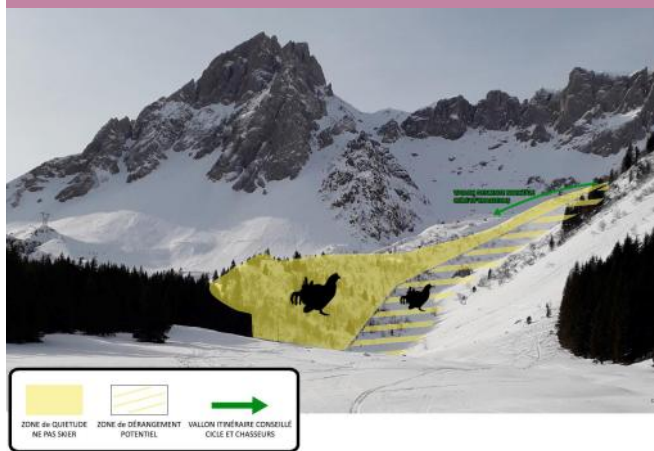 ZONE de QUIETUDE
NE PAS SKIER
ZONE de DÉRANGEMENT
POTENTIEL
VALLON ITINÉRAIRE CONSEILLÉ
CICLE ET CHASSEURS